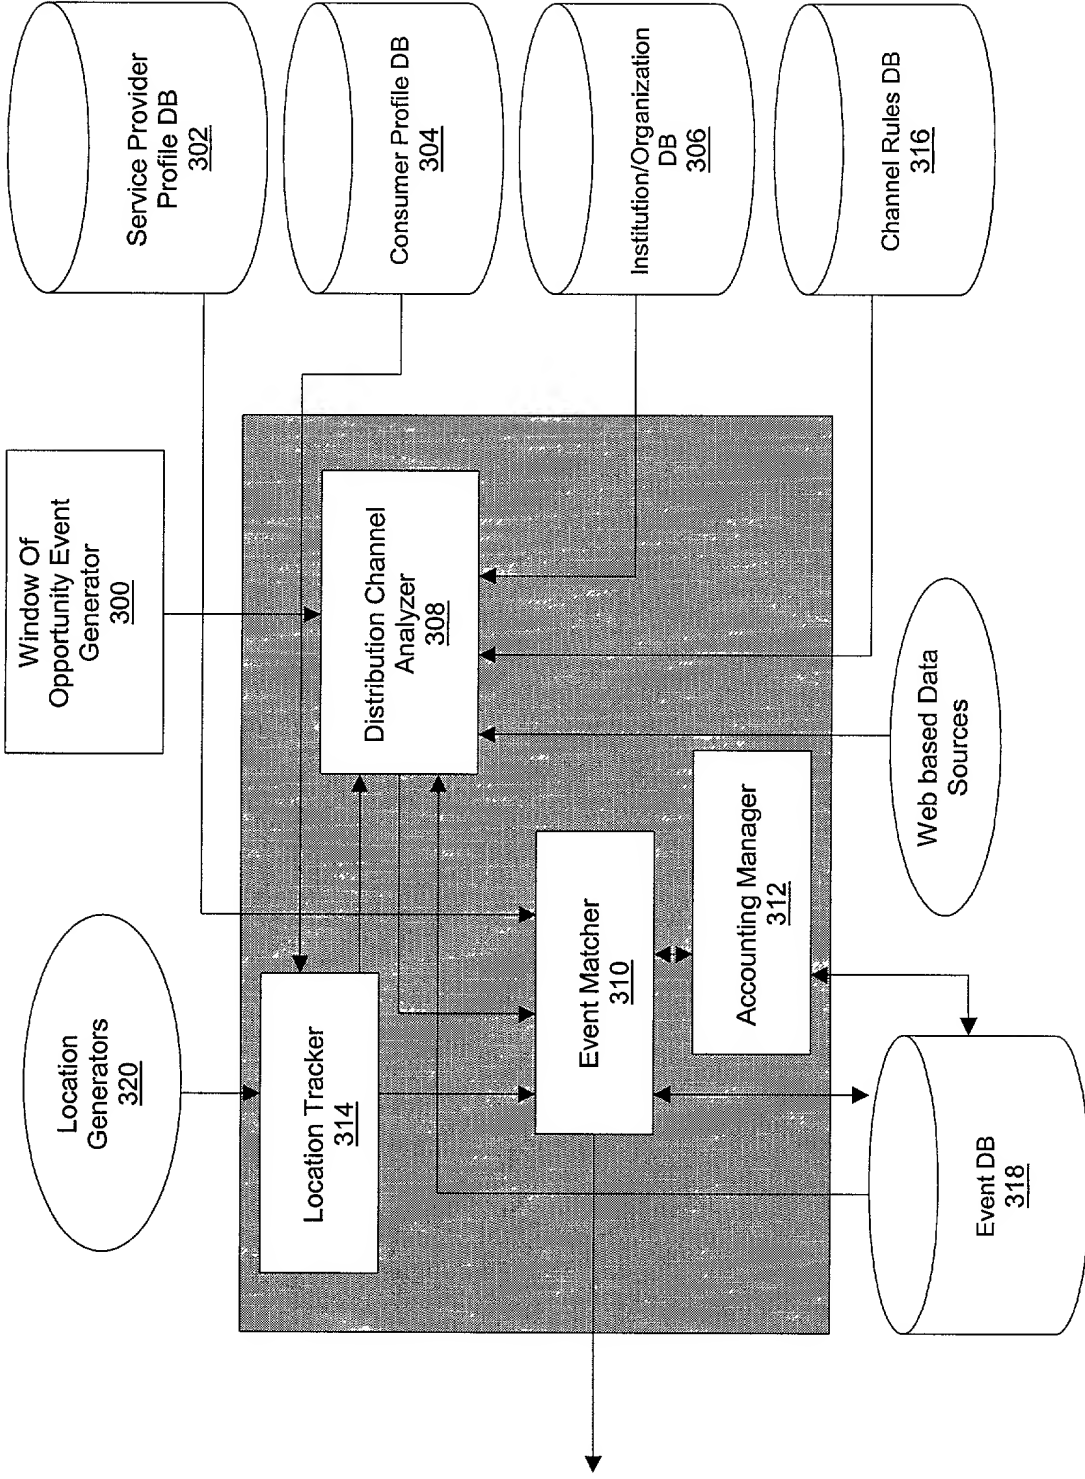 Location
Generators
320
Window Of
Opportunity Event
Generator
300
Service Provider
Profile DB
302
Consumer Profile DB
304
Institution/Organization
DB
306
Channel Rules DB
316
Location Tracker
314
Distribution Channel
Analyzer
308
Event Matcher
310
Accounting Manager
312
Event DB
318
Web based Data
Sources